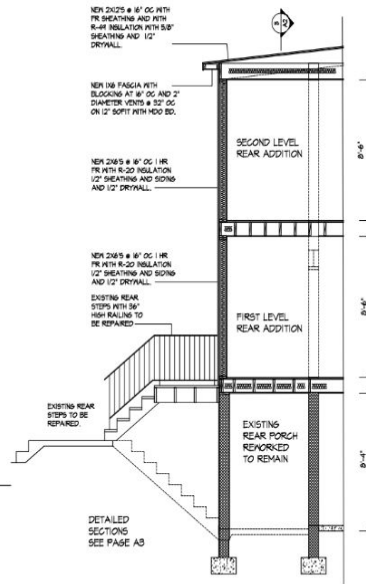 NEW 2X12'S @ 16" OC WITH
FR SHEATHING AND WITH
R-49 INSULATION WITH 5/8"
SHEATHING AND 1/2"
DRYWALL.
A2
NEW 1X8 FASCIA WITH
BLOCKING AT 16" OC AND 2"
DIAMETER VENTS @ 32" OC
ON 12" SOFIT WITH MDO BD.
SECOND LEVEL
REAR ADDITION
8'-6"
NEW 2X6'S @ 16" OC 1 HR
FR WITH R-20 INSULATION
1/2" SHEATHING AND SIDING
AND 1/2" DRYWALL.
NEW 2X6'S @ 16" OC 1 HR
FR WITH R-20 INSULATION
1/2" SHEATHING AND SIDING
AND 1/2" DRYWALL.
EXISTING REAR
STEPS WITH 36"
HIGH RAILING TO
BE REPAIRED
FIRST LEVEL
REAR ADDITION
8'-6"
EXISTING REAR
STEPS TO BE
REPAIRED.
EXISTING
REAR PORCH
REWORKED
TO REMAIN
8'-4"
DETAILED
SECTIONS
SEE PAGE A3